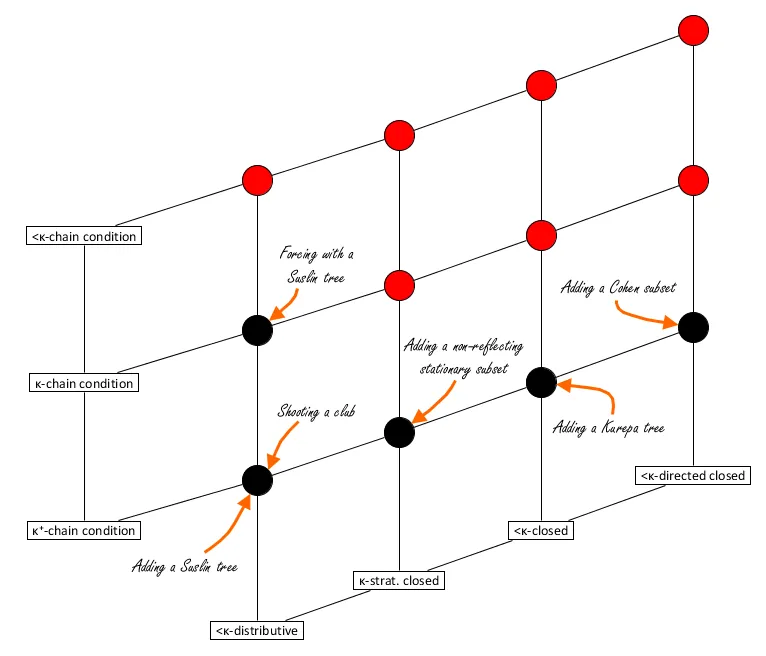 <κ-chain condition
Forcing with a
Suslin tree
Adding a Cohen subset
Adding a non-reflecting
stationary subset
κ-chain condition
Shooting a club
Adding a Kurepa tree
<κ-directed closed
κ⁺-chain condition
<κ-closed
Adding a Suslin tree
κ-strat. closed
<κ-distributive